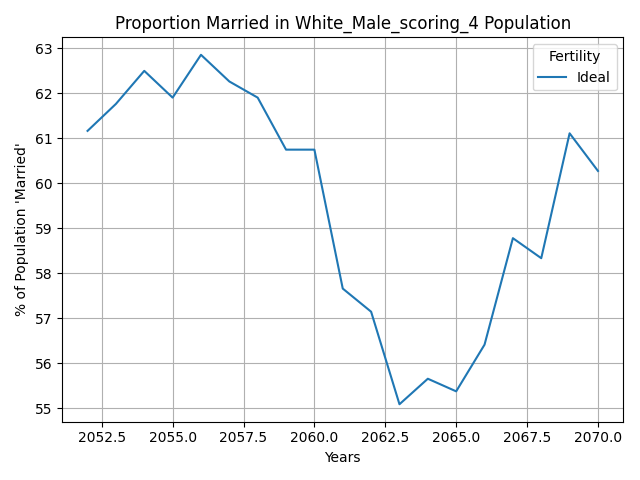 Proportion Married in White_Male_scoring_4 Population
Fertility
Ideal
% of Population 'Married'
63
62
61
60
59
58
57
56
55
2052.5 2055.0 2057.5 2060.0 2062.5 2065.0 2067.5 2070.0
Years